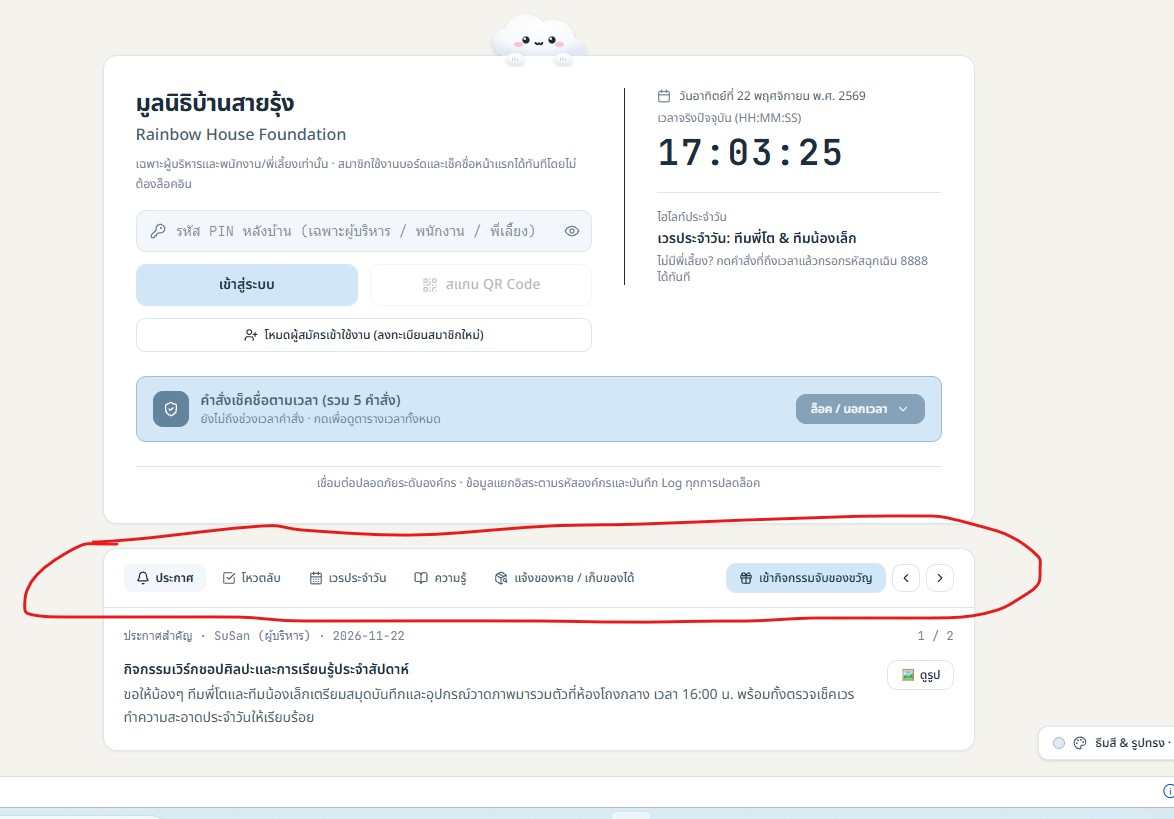 มูลนิธิบ้านสายรุ้ง
Rainbow House Foundation
เฉพาะผู้บริหารและพนักงาน/พี่เลี้ยงเท่านั้น · สมาชิกใช้งานบอร์ดและเช็คชื่อหน้าแรกได้ทันทีโดยไม่
ต้องล็อคอิน
รหัส PIN หลังบ้าน (เฉพาะผู้บริหาร / พนักงาน / พี่เลี้ยง)
เข้าสู่ระบบ
สแกน QR Code
โหมดผู้สมัครเข้าใช้งาน (ลงทะเบียนสมาชิกใหม่)
วันอาทิตย์ที่ 22 พฤศจิกายน พ.ศ. 2569
เวลาจริงปัจจุบัน (HH:MM:SS)
17:03:25
ไฮไลท์ประจำวัน
เวรประจำวัน: ทีมพี่โต & ทีมน้องเล็ก
ไม่มีพี่เลี้ยง? กดคำสั่งที่ถึงเวลาแล้วกรอกรหัสฉุกเฉิน 8888
ได้ทันที
คำสั่งเช็คชื่อตามเวลา (รวม 5 คำสั่ง)
ยังไม่ถึงช่วงเวลาคำสั่ง · กดเพื่อดูตารางเวลาทั้งหมด
ล็อค / นอกเวลา
เชื่อมต่อปลอดภัยระดับองค์กร · ข้อมูลแยกอิสระตามรหัสองค์กรและบันทึก Log ทุกการปลดล็อค
ประกาศ
โหวตลับ
เวรประจำวัน
ความรู้
แจ้งของหาย / เก็บของได้
เข้ากิจกรรมจับของขวัญ
ประกาศสำคัญ · SuSan (ผู้บริหาร) · 2026-11-22
1 / 2
กิจกรรมเวิร์กชอปศิลปะและการเรียนรู้ประจำสัปดาห์
ดูรูป
ขอให้น้องๆ ทีมพี่โตและทีมน้องเล็กเตรียมสมุดบันทึกและอุปกรณ์วาดภาพมารวมตัวที่ห้องโถงกลาง เวลา 16:00 น. พร้อมทั้งตรวจเช็คเวร
ทำความสะอาดประจำวันให้เรียบร้อย
ธีมสี & รูปทรง ·